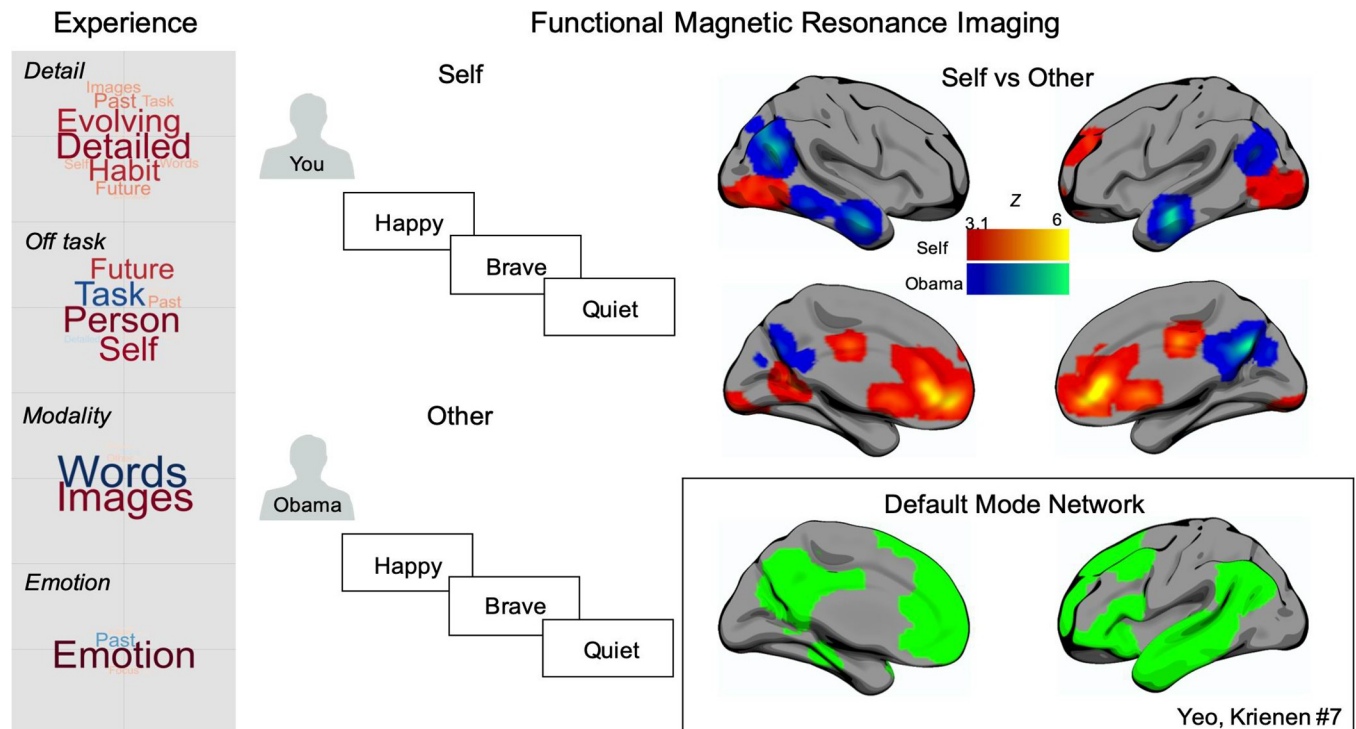 Experience
Functional Magnetic Resonance Imaging
Detail
Images
Past Task
Evolving
Detailed
Self Habit Words
Future
Off task
Future
Task Past
Person
Self
Modality
Words
Images
Emotion
Past
Emotion
Self
You
Happy
Brave
Quiet
Other
Obama
Happy
Brave
Quiet
Self vs Other
Z
3.1 6
Self
Obama
Default Mode Network
Yeo, Krienen #7